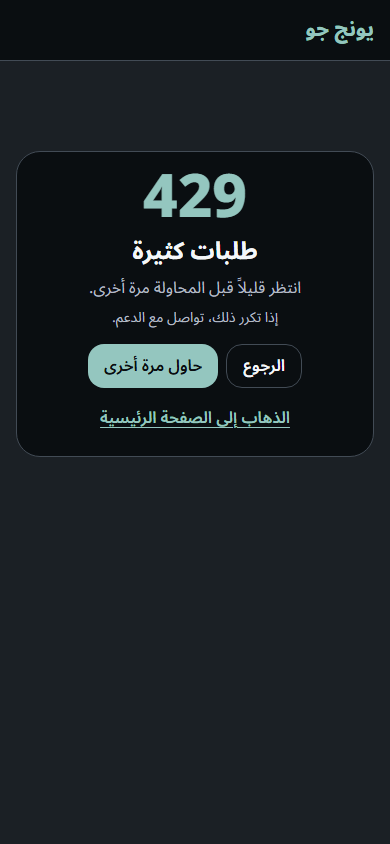 يونج جو
429
طلبات كثيرة
انتظر قليلاً قبل المحاولة مرة أخرى.
إذا تكرر ذلك، تواصل مع الدعم.
الرجوع
حاول مرة أخرى
الذهاب إلى الصفحة الرئيسية